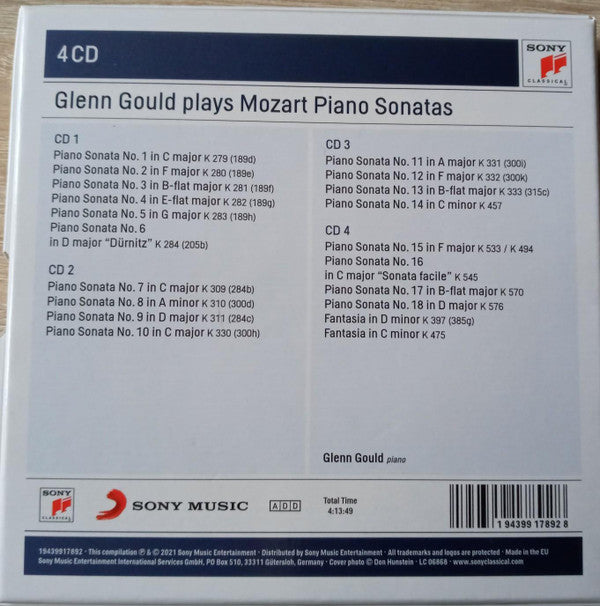 4 CD
SONY
CLASSICAL
Glenn Gould plays Mozart Piano Sonatas
CD 1
Piano Sonata No. 1 in C major K 279 (189d)
Piano Sonata No. 2 in F major K 280 (189e)
Piano Sonata No. 3 in B-flat major K 281 (189f)
Piano Sonata No. 4 in E-flat major K 282 (189g)
Piano Sonata No. 5 in G major K 283 (189h)
Piano Sonata No. 6
in D major “Dürnitz” K 284 (205b)
CD 2
Piano Sonata No. 7 in C major K 309 (284b)
Piano Sonata No. 8 in A minor K 310 (300d)
Piano Sonata No. 9 in D major K 311 (284c)
Piano Sonata No. 10 in C major K 330 (300h)
CD 3
Piano Sonata No. 11 in A major K 331 (300i)
Piano Sonata No. 12 in F major K 332 (300k)
Piano Sonata No. 13 in B-flat major K 333 (315c)
Piano Sonata No. 14 in C minor K 457
CD 4
Piano Sonata No. 15 in F major K 533 / K 494
Piano Sonata No. 16
in C major “Sonata facile” K 545
Piano Sonata No. 17 in B-flat major K 570
Piano Sonata No. 18 in D major K 576
Fantasia in D minor K 397 (385g)
Fantasia in C minor K 475
Glenn Gould piano
SONY
CLASSICAL
SONY MUSIC
A D D
Total Time
4:13:49
1 94399 17892 8
19439917892 · This compilation ℗ & © 2021 Sony Music Entertainment · Distributed by Sony Music Entertainment · All trademarks and logos are protected · Made in the EU
Sony Music Entertainment International Services GmbH, PO Box 510, 33311 Gütersloh, Germany · Cover photo © Don Hunstein · LC 06868 · www.sonyclassical.com